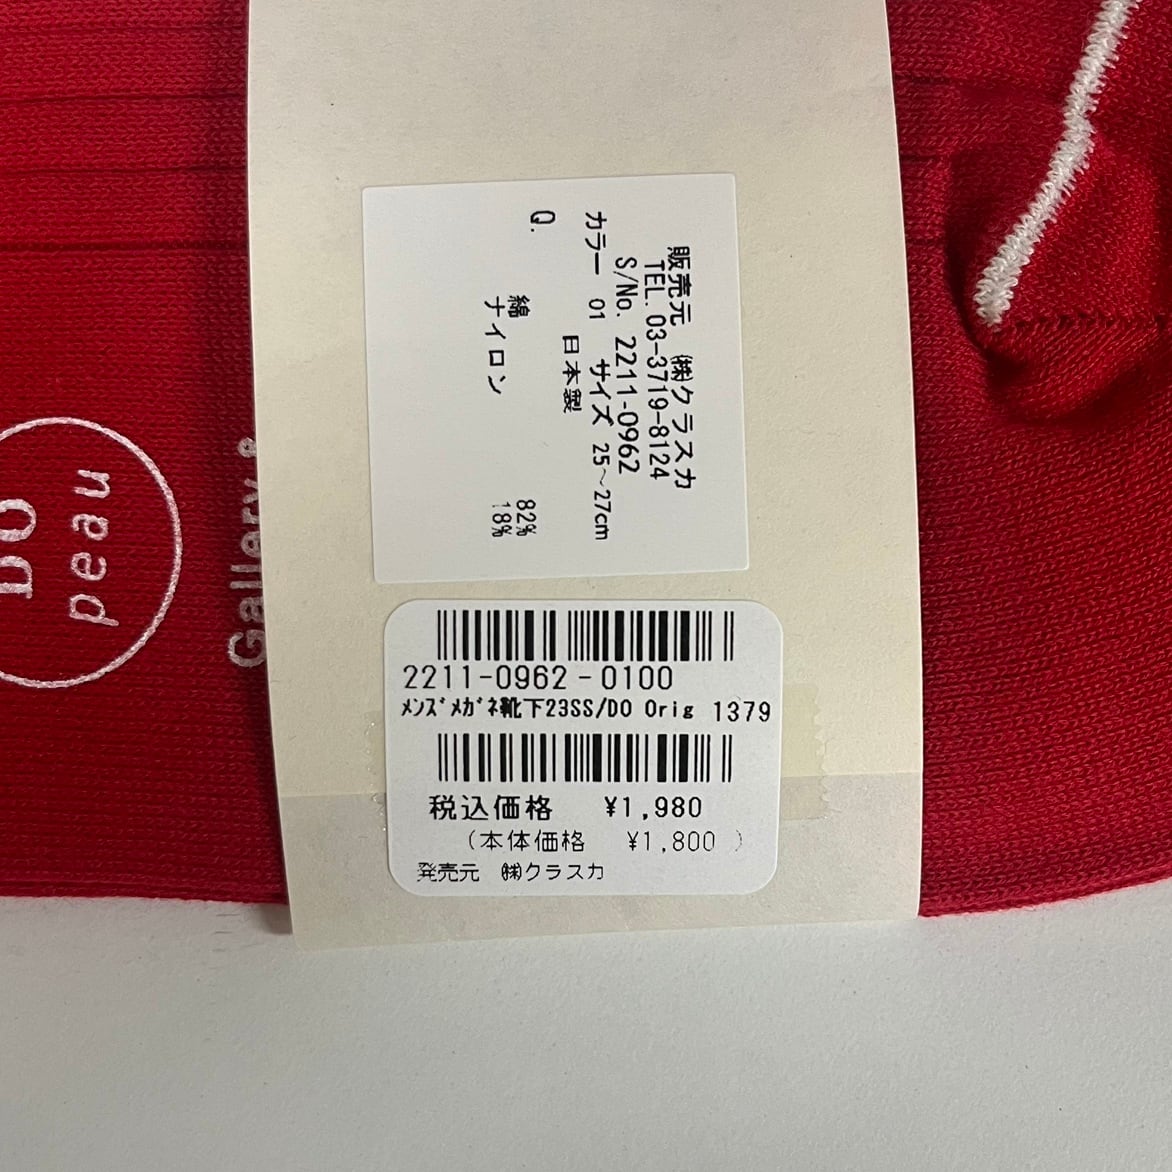 販売元 ㈱クラスカ
TEL. 03-3719-8124
S/No. 2211-0962
カラー 01 サイズ 25～27cm
日本製
Q.
綿 82%
ナイロン 18%
2211-0962-0100
ﾒﾝｽﾞﾒｶﾞﾈ靴下23SS/DO Orig 1379
税込価格 ¥1,980
(本体価格 ¥1,800 )
発売元 ㈱クラスカ
DO
peau
Gallery &